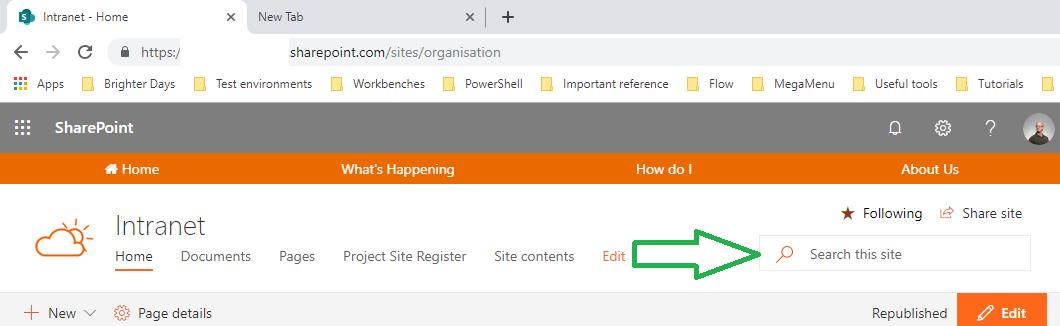 Intranet - Home
New Tab
https:/ sharepoint.com/sites/organisation
Apps Brighter Days Test environments Workbenches PowerShell Important reference Flow MegaMenu Useful tools Tutorials
SharePoint
Home What's Happening How do I About Us
Following Share site
Intranet
Home Documents Pages Project Site Register Site contents Edit
Search this site
New Page details Republished Edit